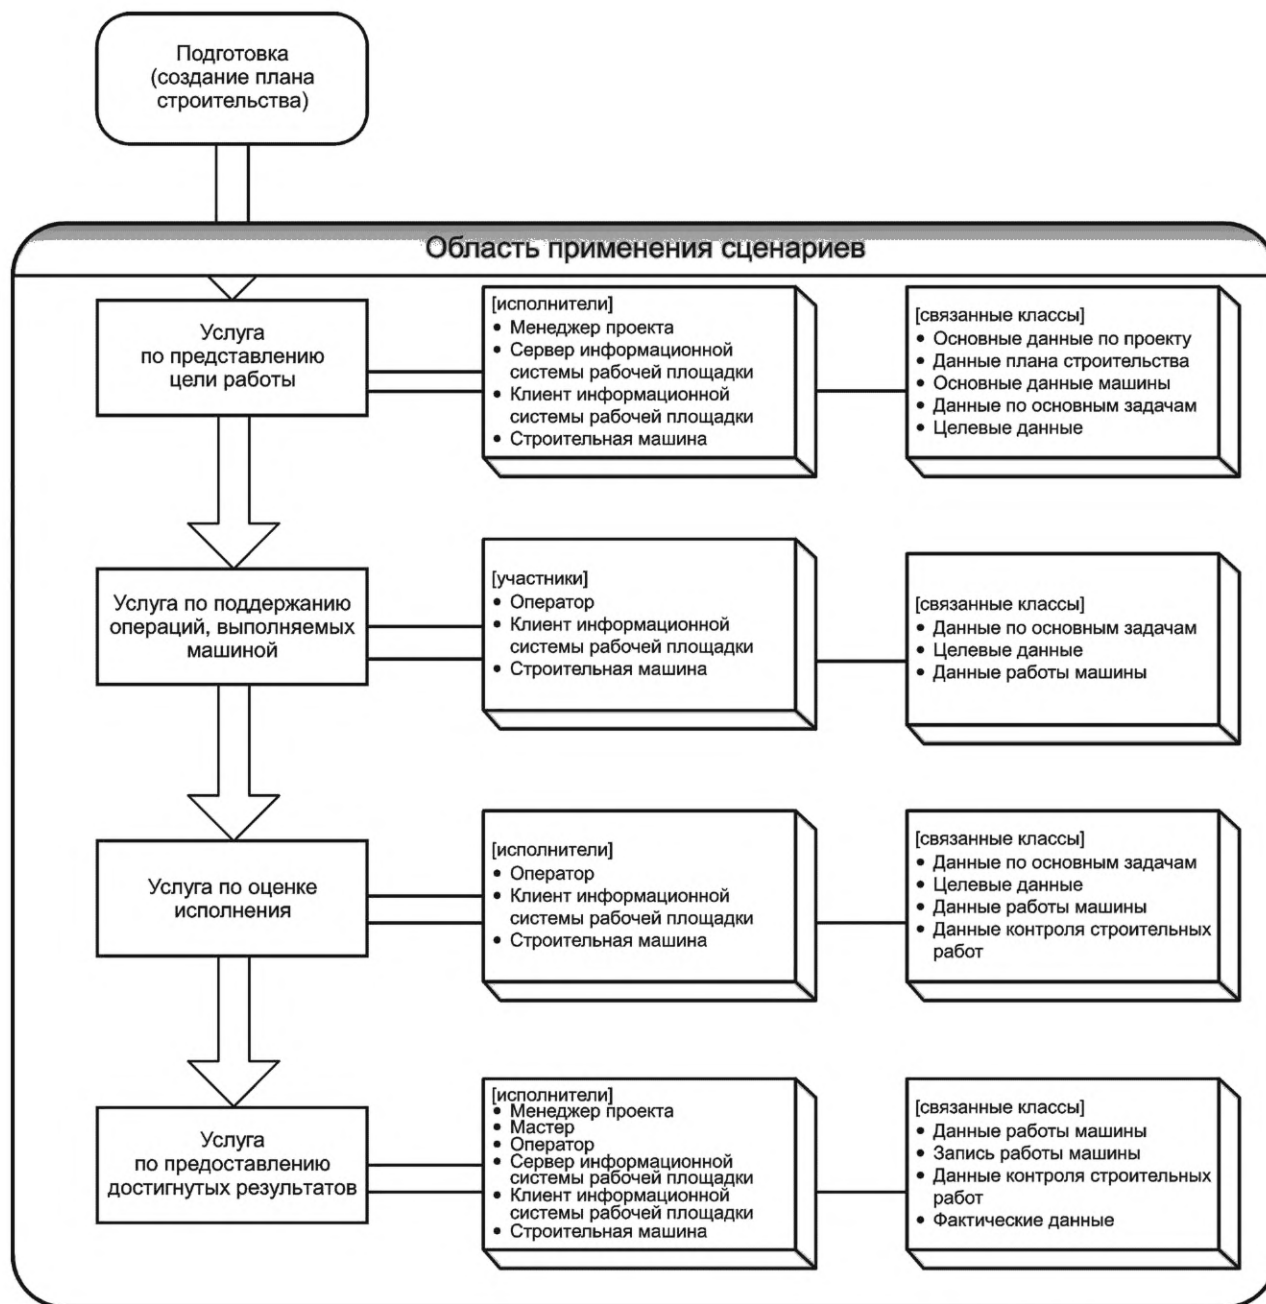 Подготовка
(создание плана
строительства)
Область применения сценариев
Услуга
по представлению
цели работы
[исполнители]
• Менеджер проекта
• Сервер информационной
системы рабочей площадки
• Клиент информационной
системы рабочей площадки
• Строительная машина
[связанные классы]
• Основные данные по проекту
• Данные плана строительства
• Основные данные машины
• Данные по основным задачам
• Целевые данные
Услуга по поддержанию
операций, выполняемых
машиной
[участники]
• Оператор
• Клиент информационной
системы рабочей площадки
• Строительная машина
[связанные классы]
• Данные по основным задачам
• Целевые данные
• Данные работы машины
Услуга по оценке
исполнения
[исполнители]
• Оператор
• Клиент информационной
системы рабочей площадки
• Строительная машина
[связанные классы]
• Данные по основным задачам
• Целевые данные
• Данные работы машины
• Данные контроля строительных
работ
Услуга
по предоставлению
достигнутых результатов
[исполнители]
• Менеджер проекта
• Мастер
• Оператор
• Сервер информационной
системы рабочей площадки
• Клиент информационной
системы рабочей площадки
• Строительная машина
[связанные классы]
• Данные работы машины
• Запись работы машины
• Данные контроля строительных
работ
• Фактические данные